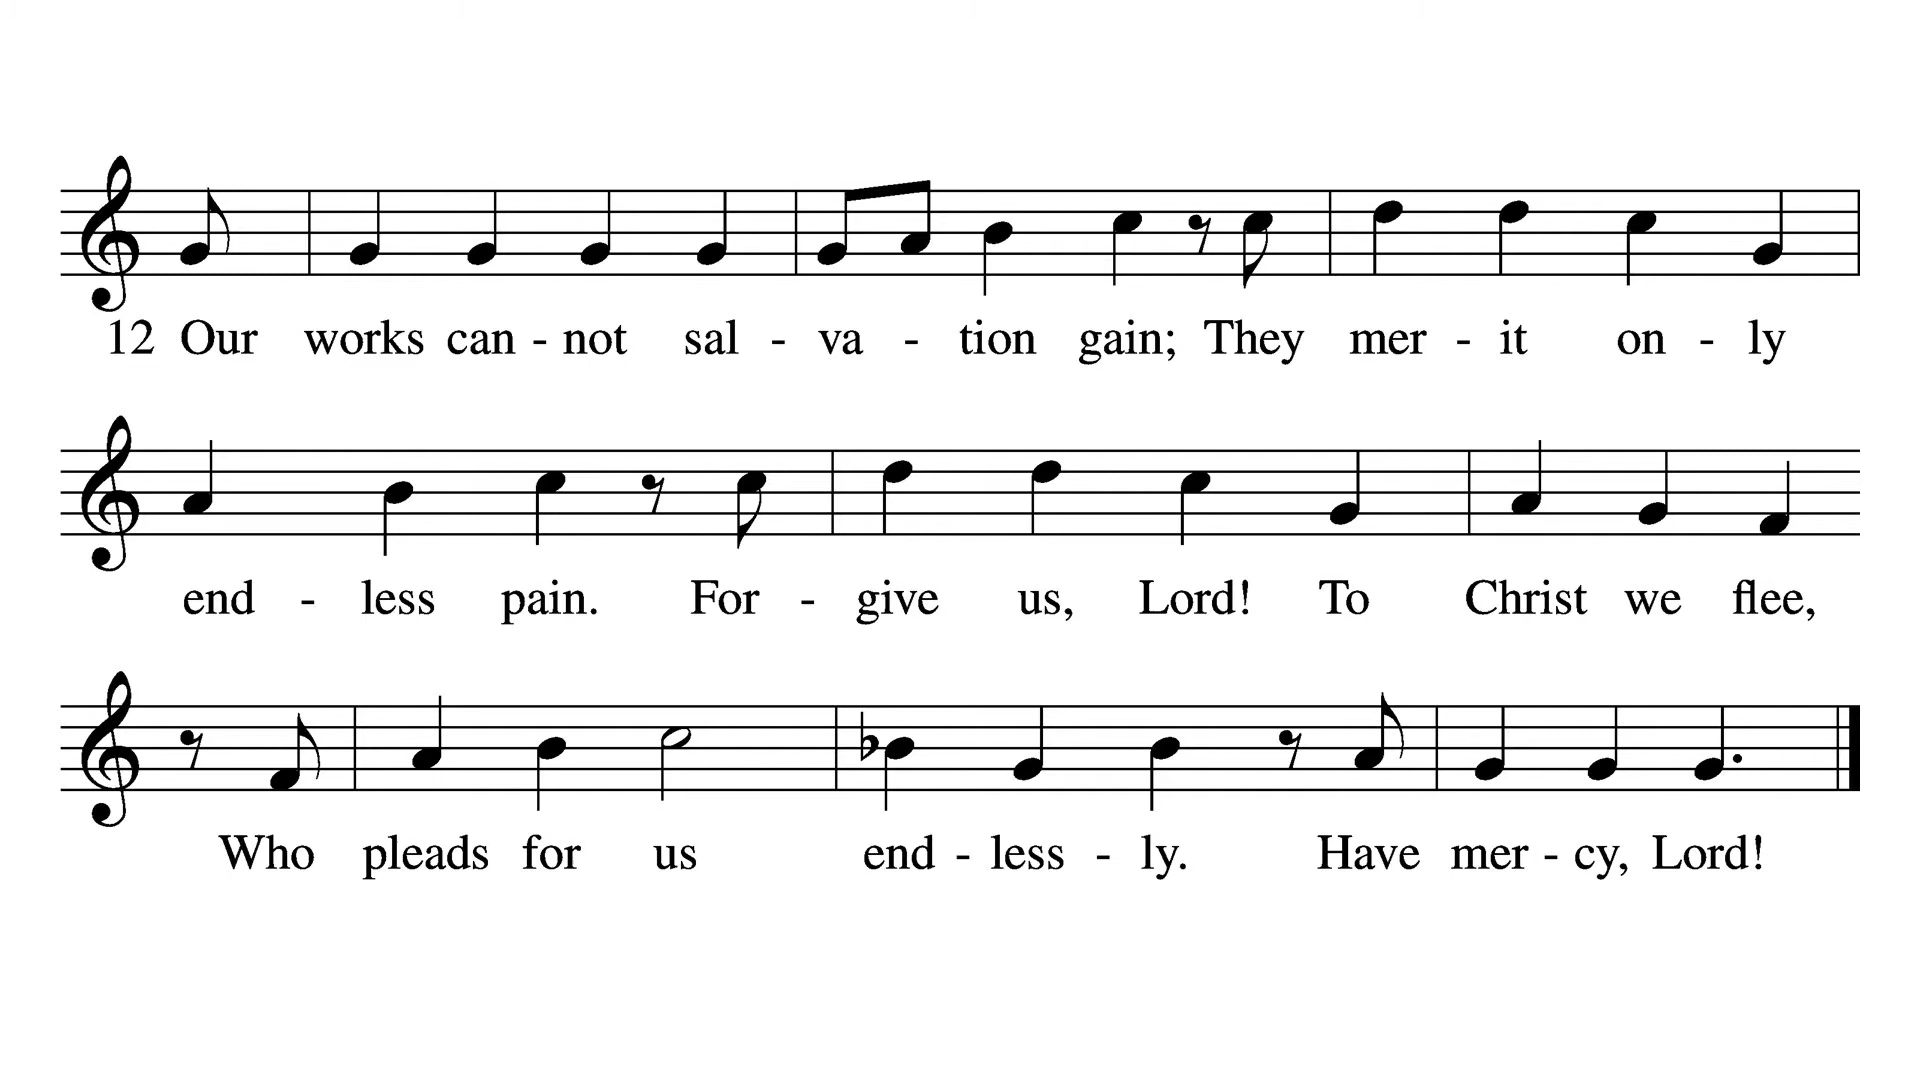 12 Our works can - not sal - va - tion gain; They mer - it on - ly
end - less pain. For - give us, Lord! To Christ we flee,
Who pleads for us end - less - ly. Have mer - cy, Lord!